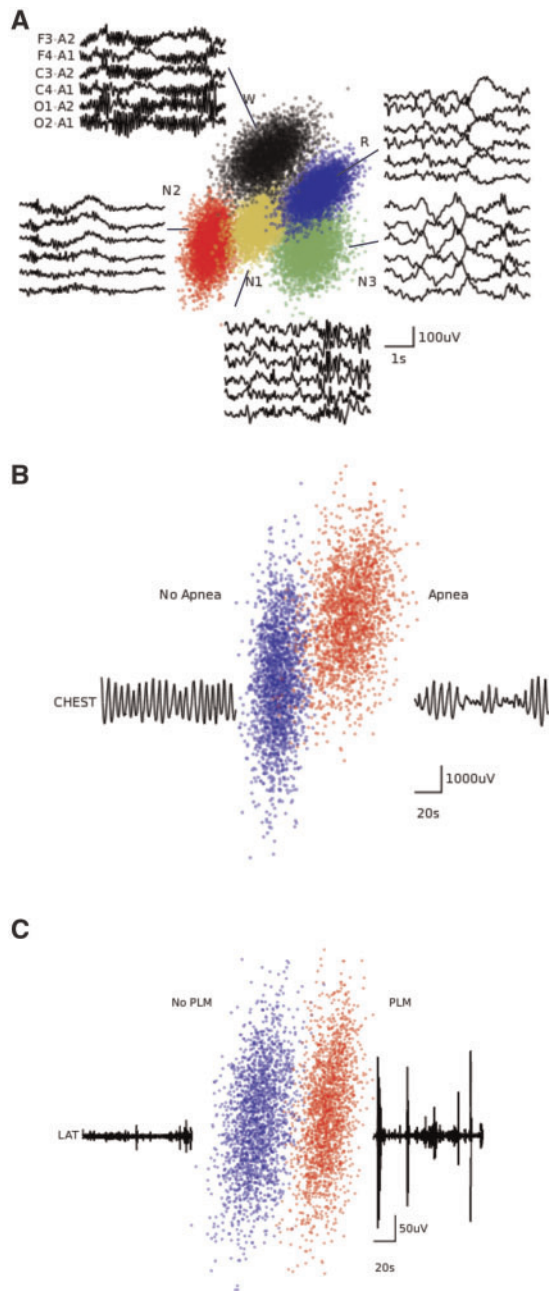 A
F3-A2
F4-A1
C3-A2
C4-A1
O1-A2
O2-A1
W
R
N2
N1
N3
100uV
1s
B
No Apnea
Apnea
CHEST
1000uV
20s
C
No PLM
PLM
LAT
50uV
20s